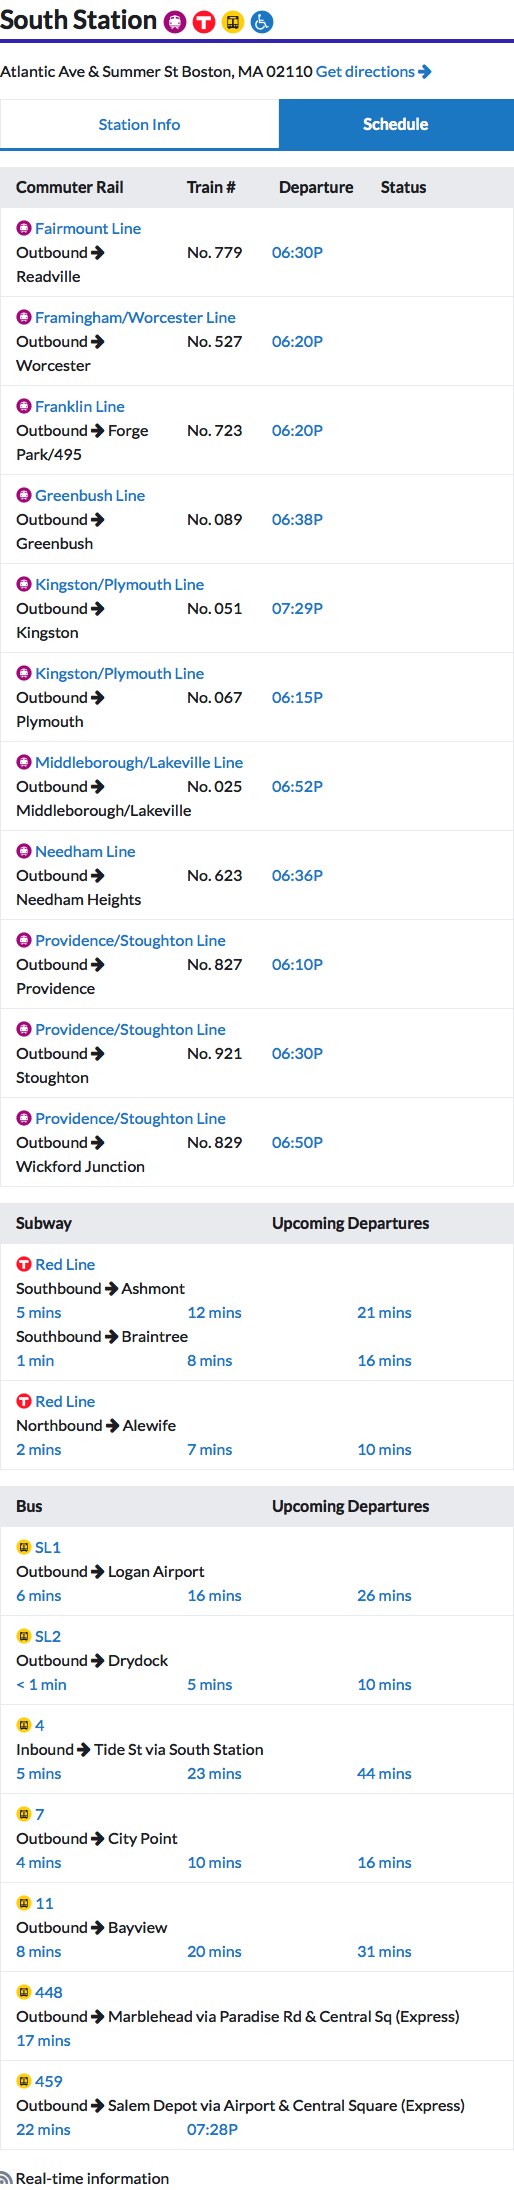 South Station
Atlantic Ave & Summer St Boston, MA 02110 Get directions
Station Info Schedule
Commuter Rail Train # Departure Status
Fairmount Line
Outbound No. 779 06:30P
Readville
Framingham/Worcester Line
Outbound No. 527 06:20P
Worcester
Franklin Line
Outbound Forge No. 723 06:20P
Park/495
Greenbush Line
Outbound No. 089 06:38P
Greenbush
Kingston/Plymouth Line
Outbound No. 051 07:29P
Kingston
Kingston/Plymouth Line
Outbound No. 067 06:15P
Plymouth
Middleborough/Lakeville Line
Outbound No. 025 06:52P
Middleborough/Lakeville
Needham Line
Outbound No. 623 06:36P
Needham Heights
Providence/Stoughton Line
Outbound No. 827 06:10P
Providence
Providence/Stoughton Line
Outbound No. 921 06:30P
Stoughton
Providence/Stoughton Line
Outbound No. 829 06:50P
Wickford Junction
Subway Upcoming Departures
T Red Line
Southbound Ashmont
5 mins 12 mins 21 mins
Southbound Braintree
1 min 8 mins 16 mins
T Red Line
Northbound Alewife
2 mins 7 mins 10 mins
Bus Upcoming Departures
SL1
Outbound Logan Airport
6 mins 16 mins 26 mins
SL2
Outbound Drydock
< 1 min 5 mins 10 mins
4
Inbound Tide St via South Station
5 mins 23 mins 44 mins
7
Outbound City Point
4 mins 10 mins 16 mins
11
Outbound Bayview
8 mins 20 mins 31 mins
448
Outbound Marblehead via Paradise Rd & Central Sq (Express)
17 mins
459
Outbound Salem Depot via Airport & Central Square (Express)
22 mins 07:28P
Real-time information